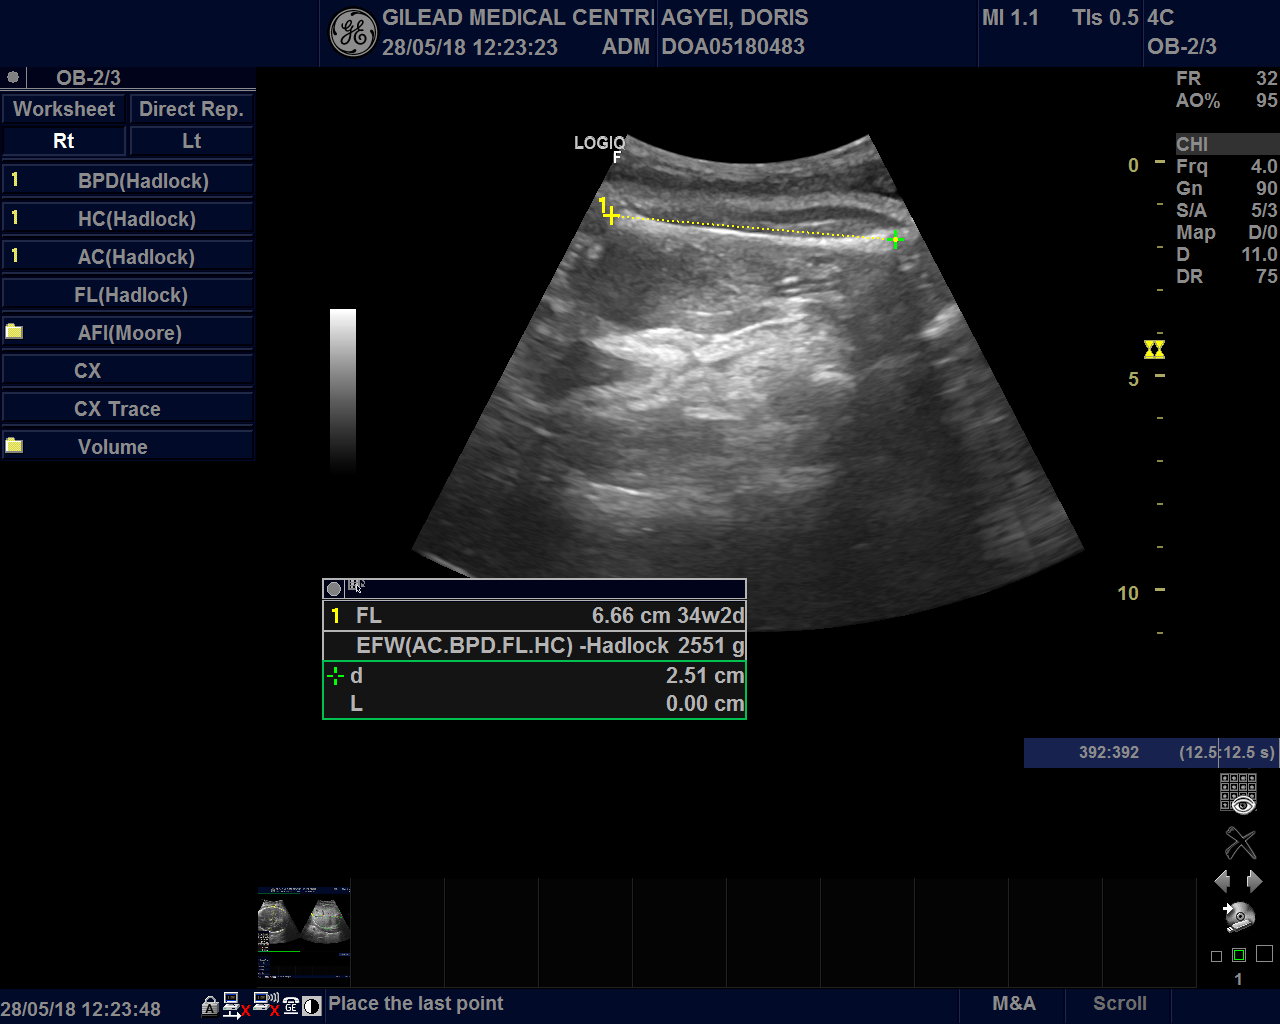 GILEAD MEDICAL CENTR
AGYEI, DORIS
MI 1.1 TIs 0.5 4C
28/05/18 12:23:23 ADM
DOA05180483
OB-2/3
OB-2/3
Worksheet Direct Rep.
Rt Lt
1 BPD(Hadlock)
1 HC(Hadlock)
1 AC(Hadlock)
FL(Hadlock)
AFI(Moore)
CX
CX Trace
Volume
LOGIQ
F
1
0
5
10
FR 32
AO% 95
CHI
Frq 4.0
Gn 90
S/A 5/3
Map D/0
D 11.0
DR 75
1 FL 6.66 cm 34w2d
EFW(AC.BPD.FL.HC) -Hadlock 2551 g
d 2.51 cm
L 0.00 cm
392:392 (12.5:12.5 s)
1
28/05/18 12:23:48
Place the last point
M&A Scroll